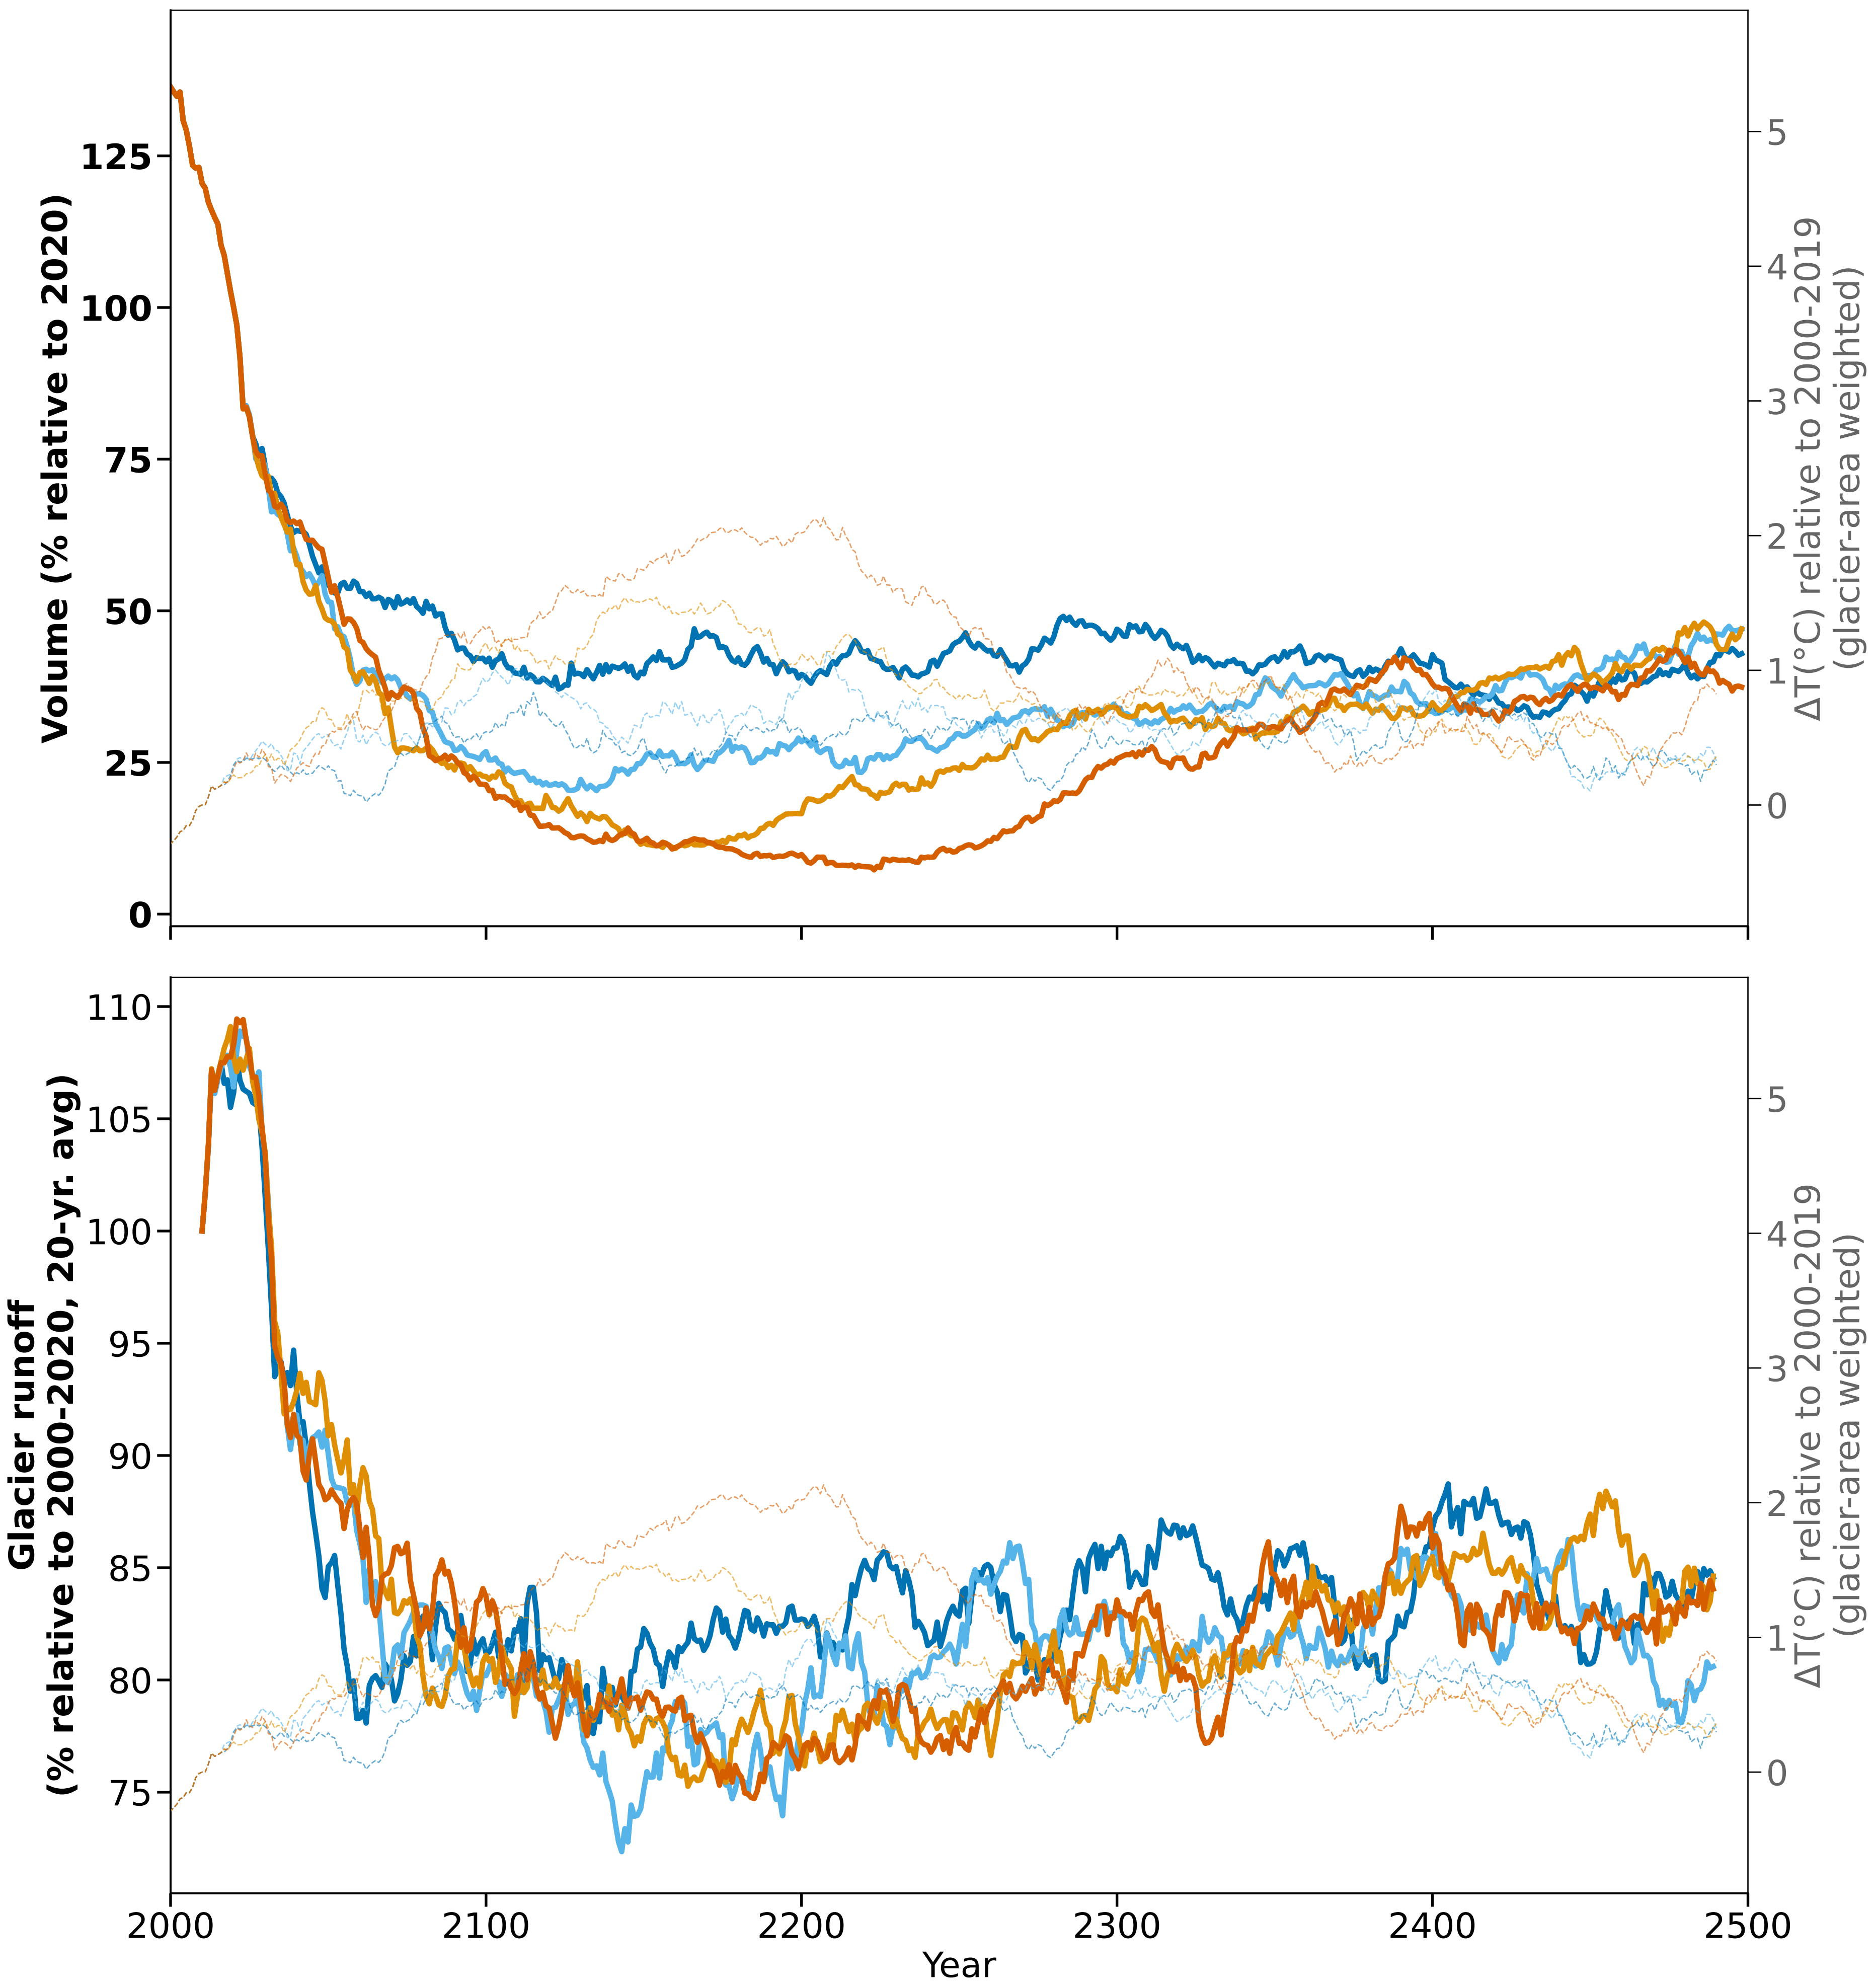 Volume (% relative to 2020)
125
100
75
50
25
0
5
4
3
2
1
0
ΔT(°C) relative to 2000-2019
(glacier-area weighted)
Glacier runoff
(% relative to 2000-2020, 20-yr. avg)
110
105
100
95
90
85
80
75
5
4
3
2
1
0
ΔT(°C) relative to 2000-2019
(glacier-area weighted)
2000 2100 2200 2300 2400 2500
Year